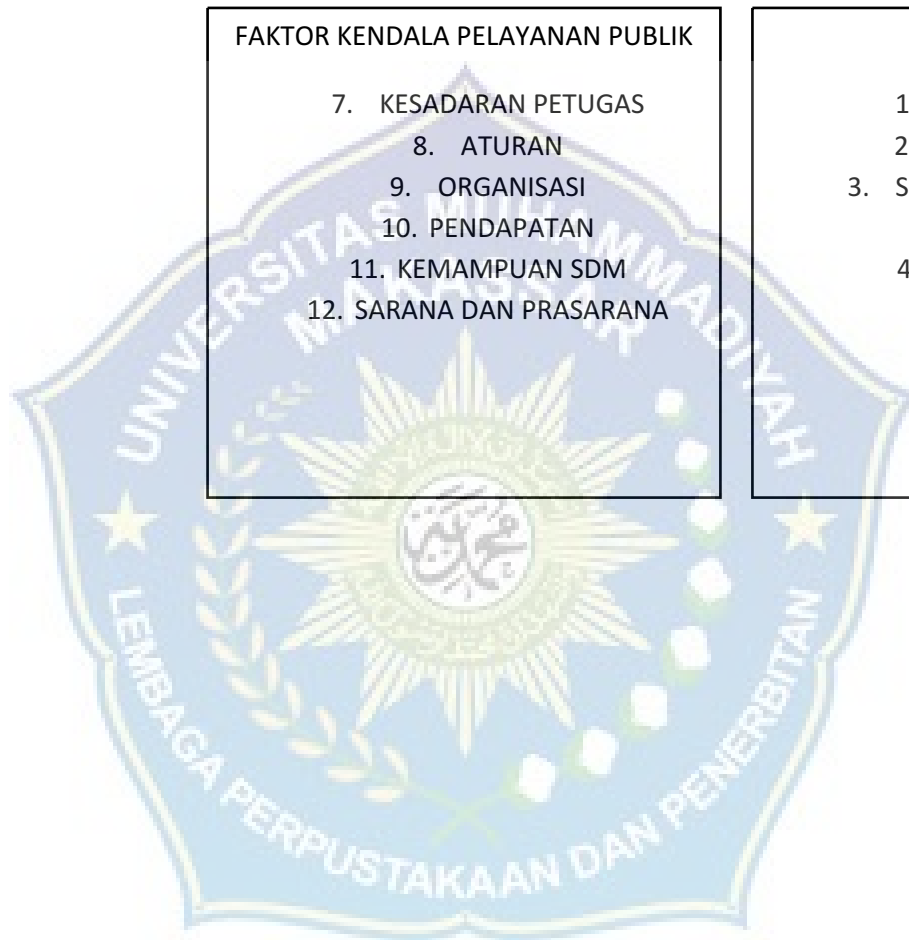 FAKTOR KENDALA PELAYANAN PUBLIK
7. KESADARAN PETUGAS
8. ATURAN
9. ORGANISASI
10. PENDAPATAN
11. KEMAMPUAN SDM
12. SARANA DAN PRASARANA
1
2
3. S
4
UNIVERSITAS MUHAMMADIYAH
MAKASSAR
محمد
LEMBAGA PERPUSTAKAAN DAN PENERBITAN